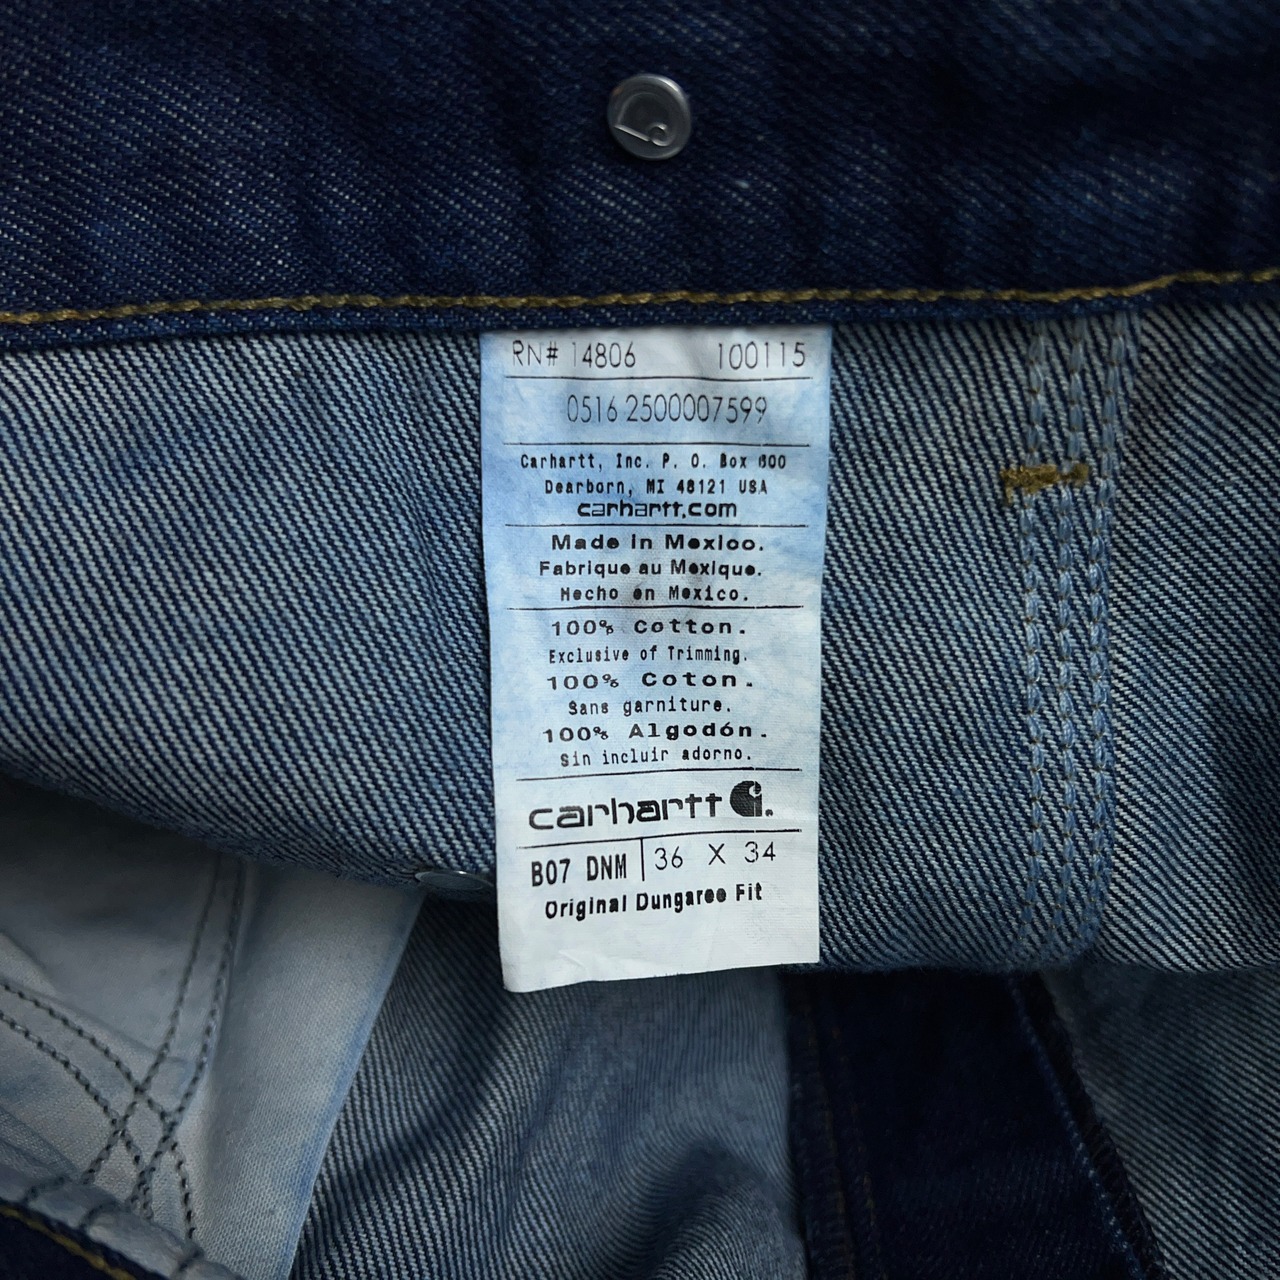 RN# 14806 100115
0516 2500007599
Carhartt, Inc. P. O. Box 600
Dearborn, MI 48121 USA
carhartt.com
Made in Mexico.
Fabrique au Mexique.
Hecho en Mexico.
100% Cotton.
Exclusive of Trimming.
100% Coton.
Sans garniture.
100% Algodón.
Sin incluir adorno.
carhartt
B07 DNM 36 X 34
Original Dungaree Fit